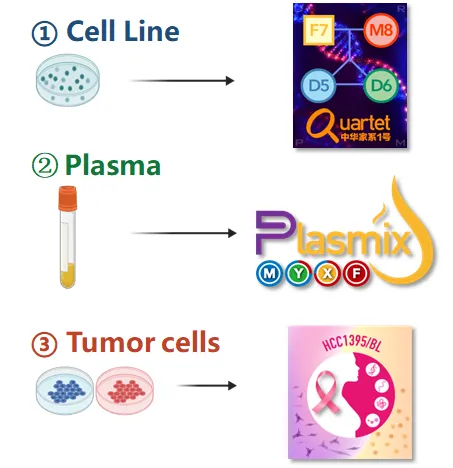 ① Cell Line
F7 M8
D5 D6
Quartet
中华家系1号
② Plasma
Plasmix
M Y X F
③ Tumor cells
HCC1395/BL